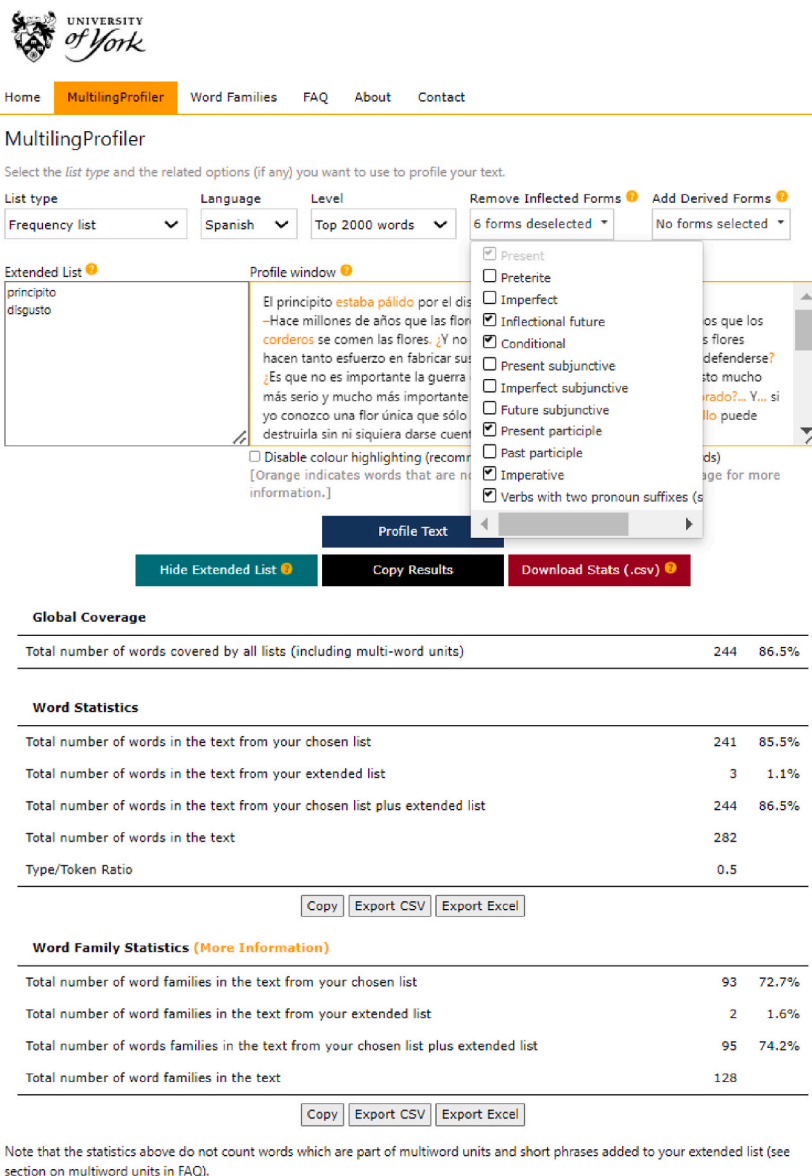 UNIVERSITY
of York
Home MultilingProfiler Word Families FAQ About Contact
MultilingProfiler
Select the list type and the related options (if any) you want to use to profile your text.
List type Language Level Remove Inflected Forms ? Add Derived Forms ?
Frequency list Spanish Top 2000 words 6 forms deselected No forms selected
Present
Preterite
Imperfect
Inflectional future
Conditional
Present subjunctive
Imperfect subjunctive
Future subjunctive
Present participle
Past participle
Imperative
Verbs with two pronoun suffixes (s
Extended List ? Profile window ?
principito
disgusto
El principito estaba pálido por el dis
–Hace millones de años que las flor os que los
corderos se comen las flores. ¿Y no s flores
hacen tanto esfuerzo en fabricar sus defenderse?
¿Es que no es importante la guerra sto mucho
más serio y mucho más importante rado?... Y... si
yo conozco una flor única que sólo llo puede
destruirla sin ni siquiera darse cuent
Disable colour highlighting (recomm ds)
[Orange indicates words that are no age for more
information.]
Profile Text
Hide Extended List ? Copy Results Download Stats (.csv) ?
Global Coverage
Total number of words covered by all lists (including multi-word units) 244 86.5%
Word Statistics
Total number of words in the text from your chosen list 241 85.5%
Total number of words in the text from your extended list 3 1.1%
Total number of words in the text from your chosen list plus extended list 244 86.5%
Total number of words in the text 282
Type/Token Ratio 0.5
Copy Export CSV Export Excel
Word Family Statistics (More Information)
Total number of word families in the text from your chosen list 93 72.7%
Total number of word families in the text from your extended list 2 1.6%
Total number of words families in the text from your chosen list plus extended list 95 74.2%
Total number of word families in the text 128
Copy Export CSV Export Excel
Note that the statistics above do not count words which are part of multiword units and short phrases added to your extended list (see
section on multiword units in FAQ).